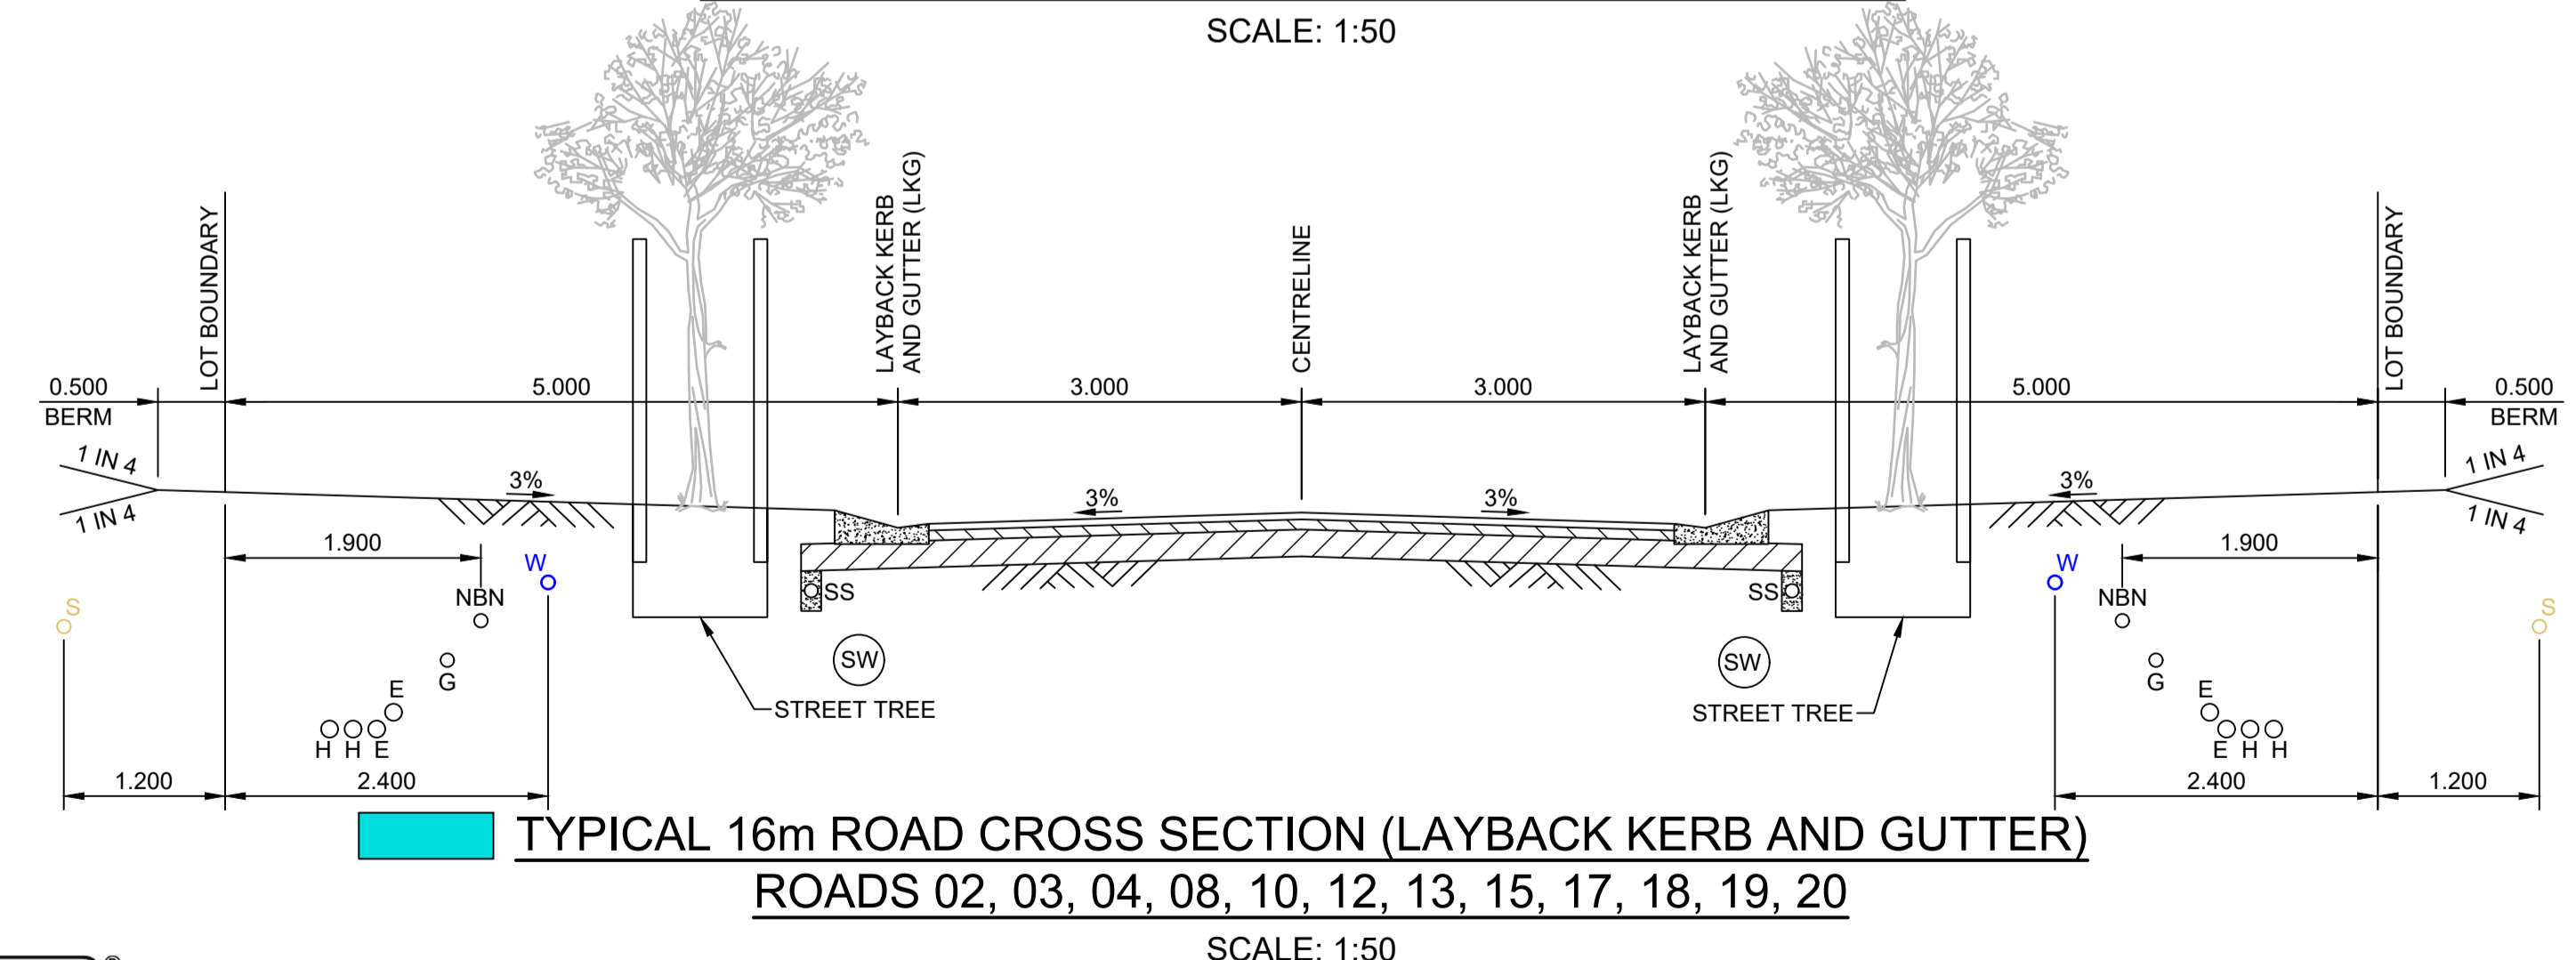 SCALE: 1:50
LOT BOUNDARY
LAYBACK KERB
AND GUTTER (LKG)
CENTRELINE
LAYBACK KERB
AND GUTTER (LKG)
LOT BOUNDARY
0.500
BERM
5.000
3.000
3.000
5.000
0.500
BERM
1 IN 4
1 IN 4
3%
3%
3%
3%
1 IN 4
1 IN 4
1.900
1.900
W
W
NBN
NBN
S
S
SS
SS
G
G
SW
SW
E
E
H H E
E H H
STREET TREE
STREET TREE
1.200
2.400
2.400
1.200
TYPICAL 16m ROAD CROSS SECTION (LAYBACK KERB AND GUTTER)
ROADS 02, 03, 04, 08, 10, 12, 13, 15, 17, 18, 19, 20
SCALE: 1:50
®